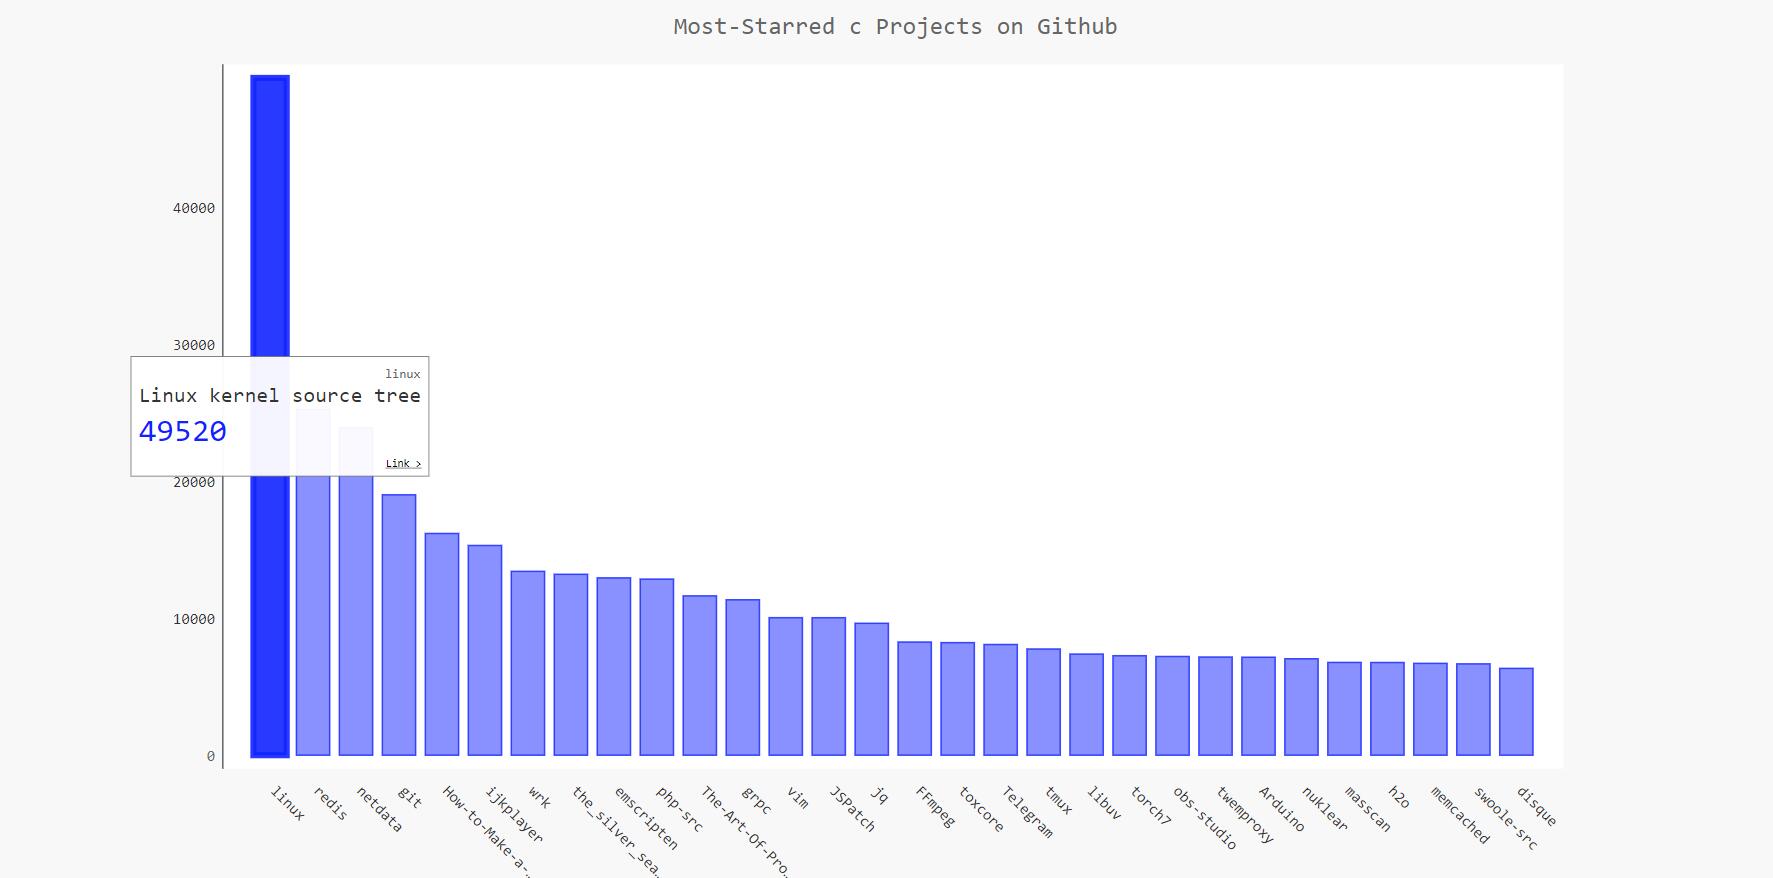 Most-Starred c Projects on Github
40000
30000
20000
10000
0
linux
Linux kernel source tree
49520
Link >
linux
redis
netdata
git
How-to-Make-a-…
ijkplayer
wrk
the_silver_sea…
emscripten
php-src
The-Art-Of-Pro…
grpc
vim
JSPatch
jq
FFmpeg
toxcore
Telegram
tmux
libuv
torch7
obs-studio
twemproxy
Arduino
nuklear
masscan
h2o
memcached
swoole-src
disque